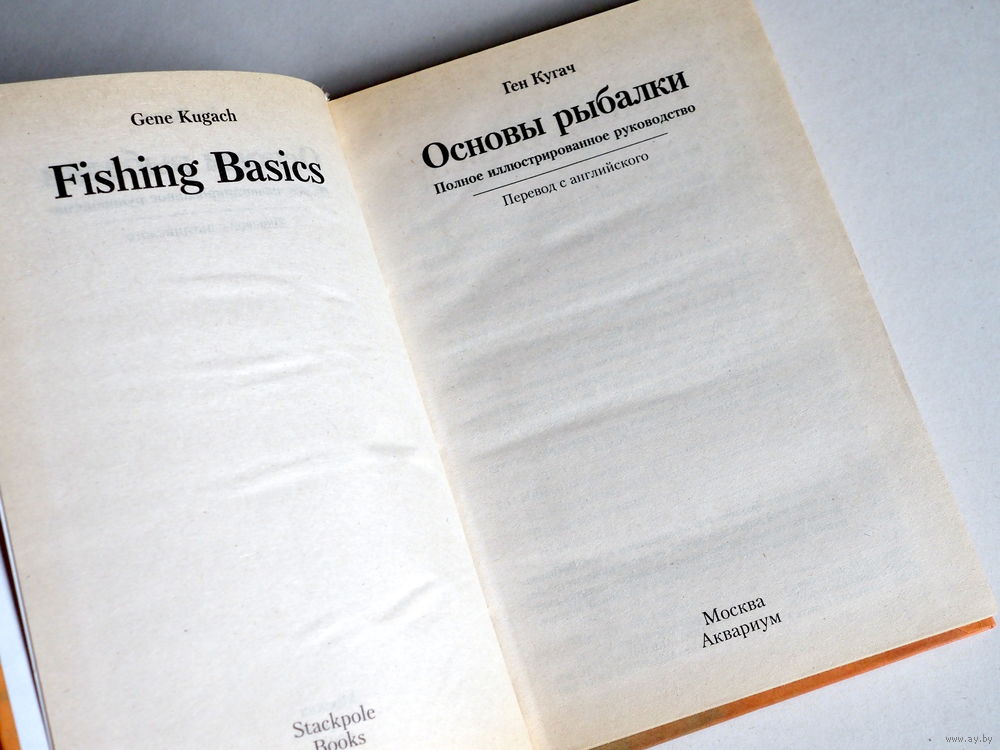 Gene Kugach
Fishing Basics
Stackpole
Books
Ген Кугач
Основы рыбалки
Полное иллюстрированное руководство
Перевод с английского
Москва
Аквариум
www.ay.by